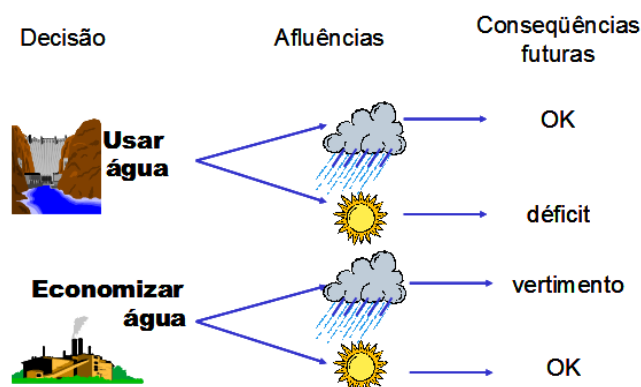 Decisão
Afluências
Conseqüências
futuras
Usar
água
OK
déficit
Economizar
água
vertimento
OK